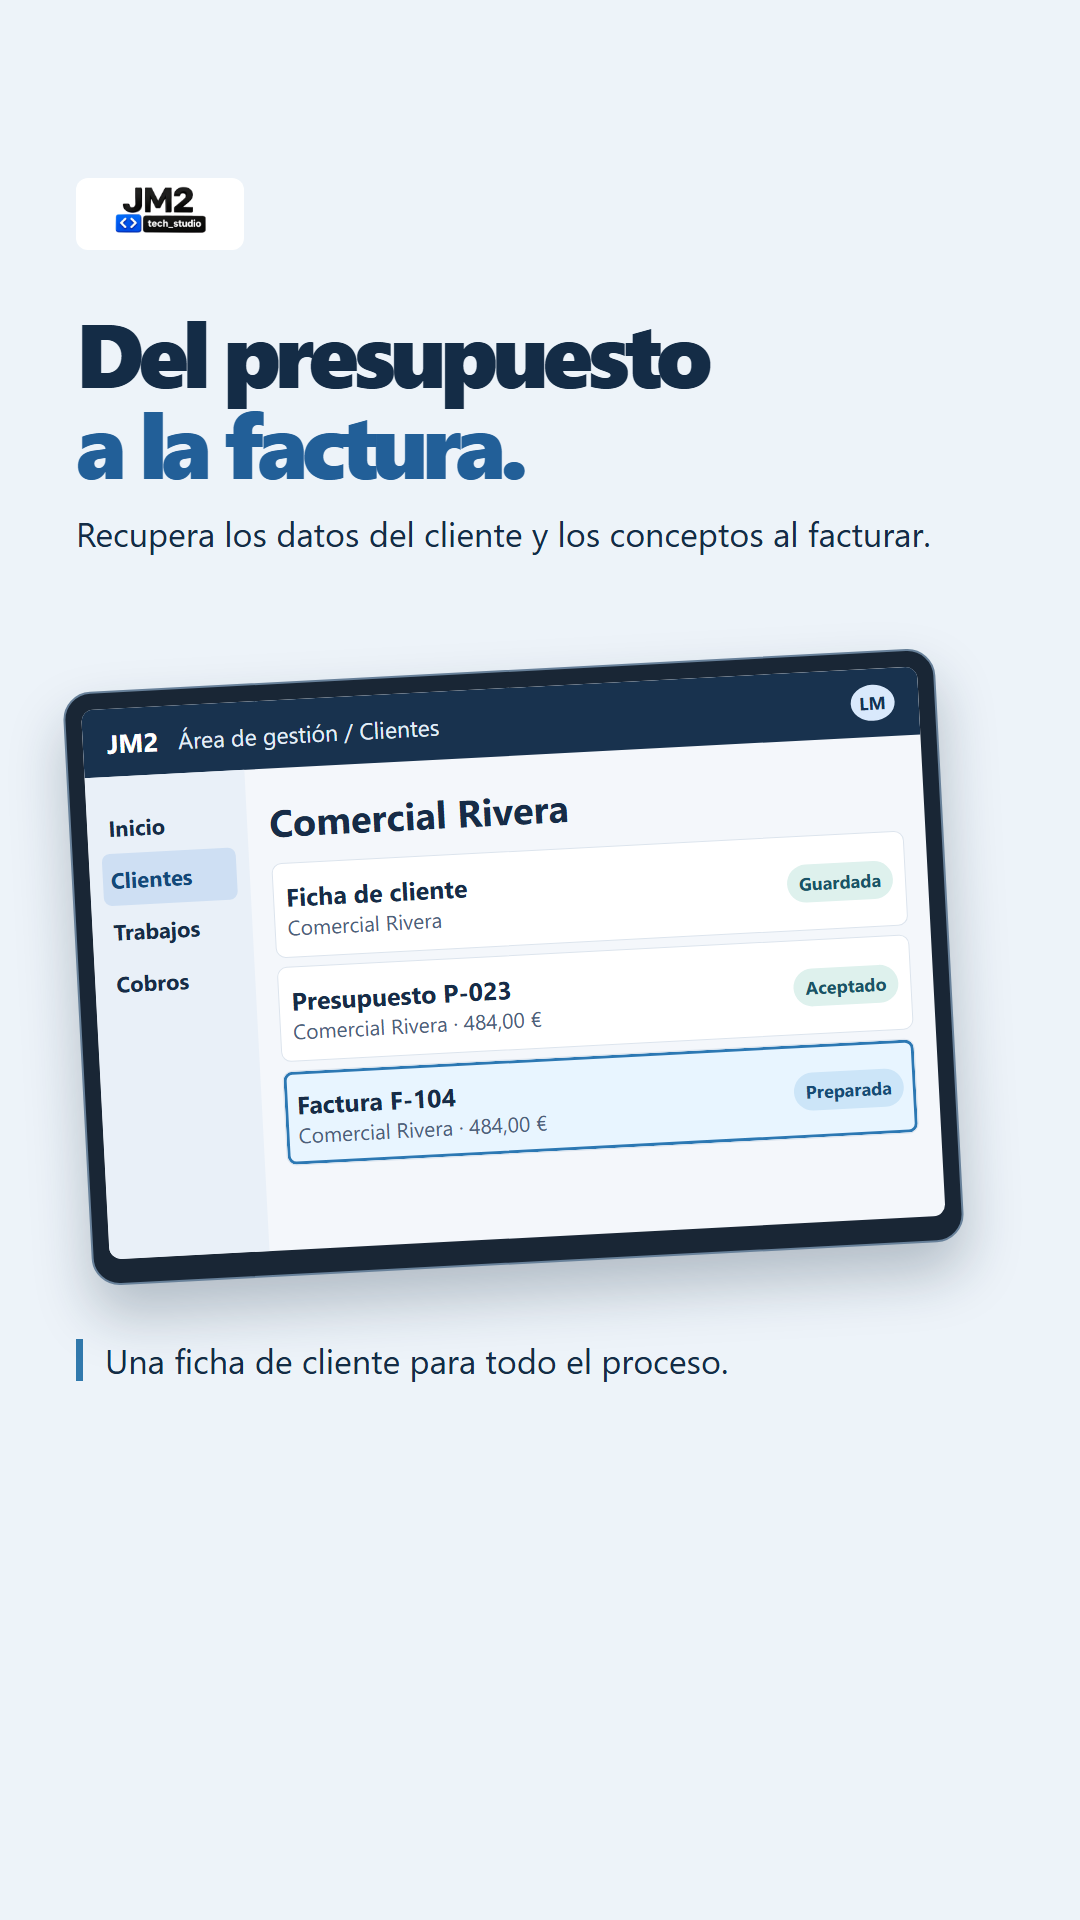 JM2
<> tech_studio
Del presupuesto
a la factura.
Recupera los datos del cliente y los conceptos al facturar.
JM2 Área de gestión / Clientes LM
Inicio
Clientes
Trabajos
Cobros
Comercial Rivera
Ficha de cliente
Comercial Rivera
Guardada
Presupuesto P-023
Comercial Rivera · 484,00 €
Aceptado
Factura F-104
Comercial Rivera · 484,00 €
Preparada
Una ficha de cliente para todo el proceso.